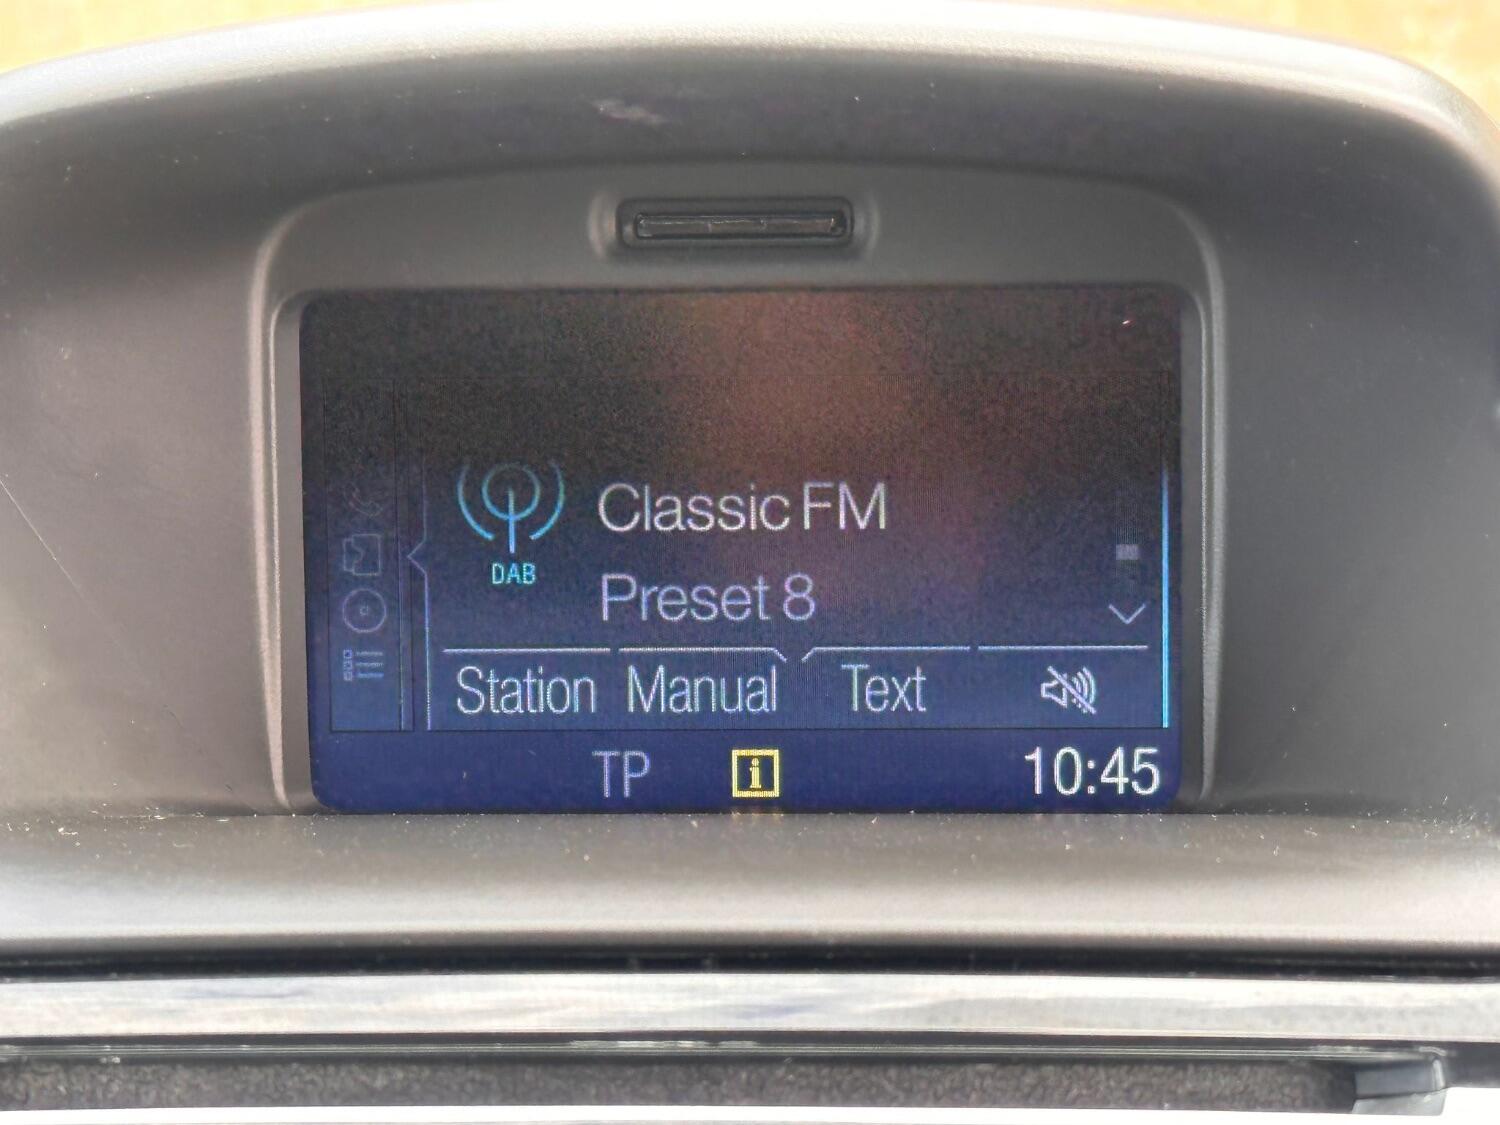 Classic FM
DAB
Preset 8
Station Manual Text
TP i 10:45